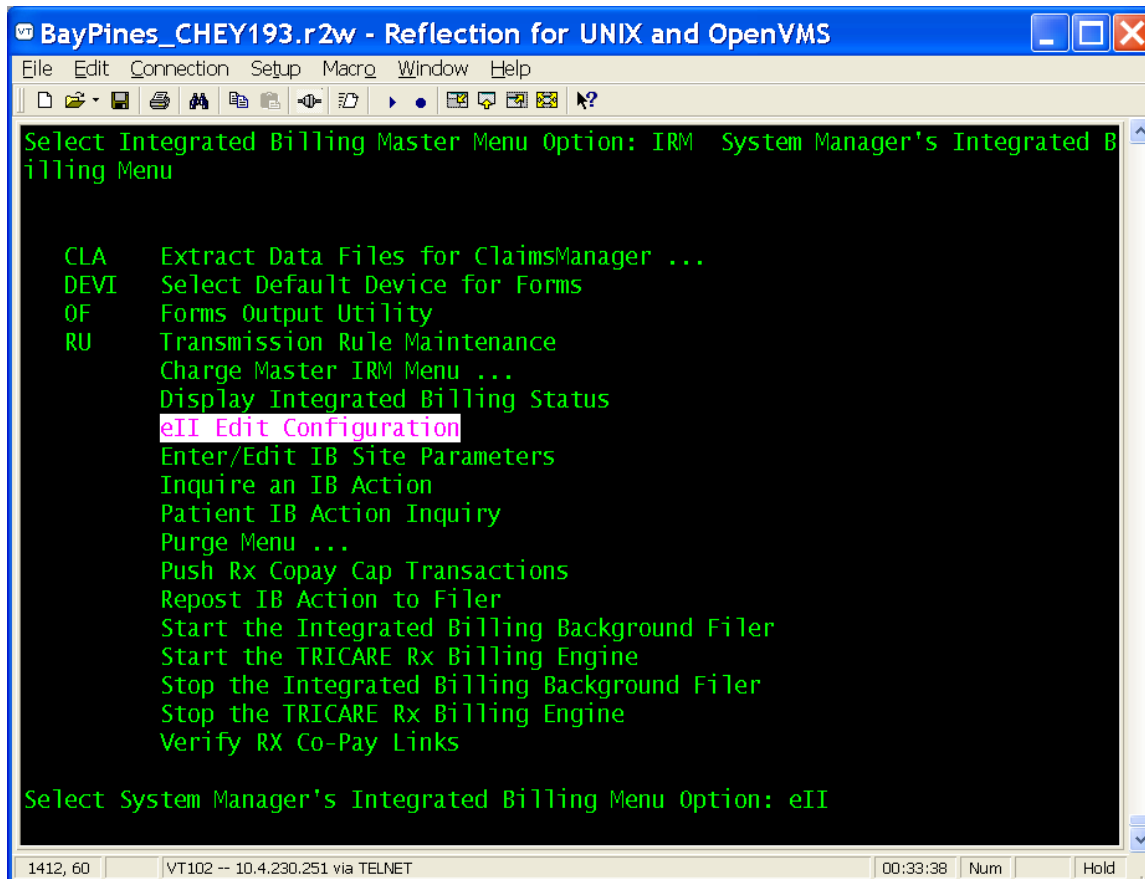 VT BayPines_CHEY193.r2w - Reflection for UNIX and OpenVMS
File Edit Connection Setup Macro Window Help
Select Integrated Billing Master Menu Option: IRM  System Manager's Integrated B
illing Menu
CLA Extract Data Files for ClaimsManager ...
DEVI Select Default Device for Forms
OF Forms Output Utility
RU Transmission Rule Maintenance
Charge Master IRM Menu ...
Display Integrated Billing Status
eII Edit Configuration
Enter/Edit IB Site Parameters
Inquire an IB Action
Patient IB Action Inquiry
Purge Menu ...
Push Rx Copay Cap Transactions
Repost IB Action to Filer
Start the Integrated Billing Background Filer
Start the TRICARE Rx Billing Engine
Stop the Integrated Billing Background Filer
Stop the TRICARE Rx Billing Engine
Verify RX Co-Pay Links
Select System Manager's Integrated Billing Menu Option: eII
1412, 60 VT102 -- 10.4.230.251 via TELNET 00:33:38 Num Hold